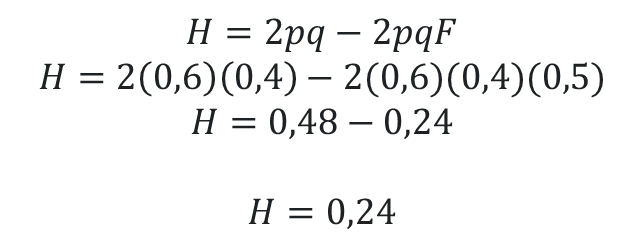 H = 2pq − 2pqF
H = 2(0,6)(0,4) − 2(0,6)(0,4)(0,5)
H = 0,48 − 0,24
H = 0,24